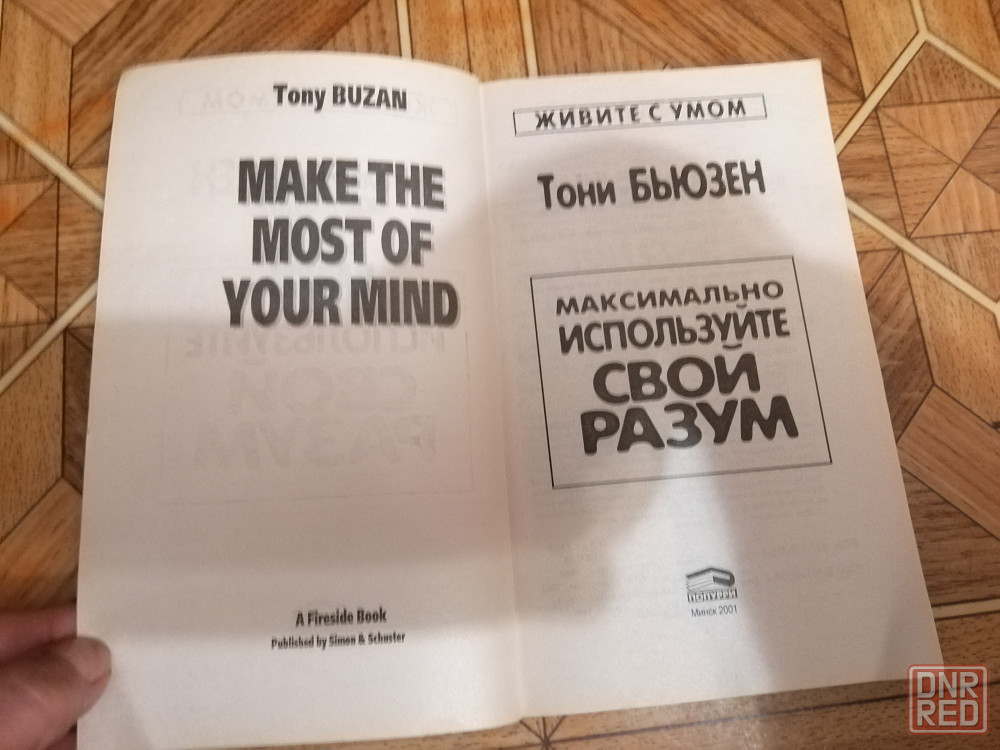 Tony BUZAN
MAKE THE
MOST OF
YOUR MIND
A Fireside Book
Published by Simon & Schuster
ЖИВИТЕ С УМОМ
Тони БЬЮЗЕН
МАКСИМАЛЬНО
ИСПОЛЬЗУЙТЕ
СВОЙ
РАЗУМ
ПОПУРРИ
Минск 2001
DNR
RED